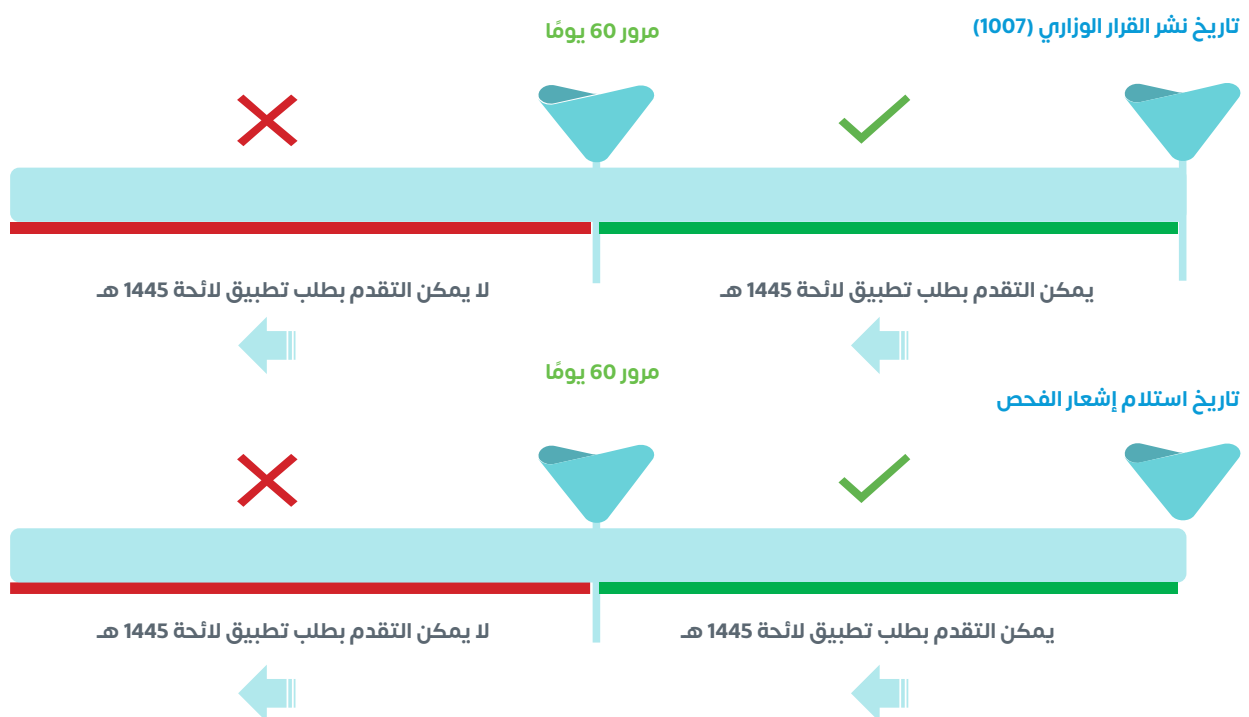 تاريخ نشر القرار الوزاري (1007)
مرور 60 يومًا
يمكن التقدم بطلب تطبيق لائحة 1445 هـ
لا يمكن التقدم بطلب تطبيق لائحة 1445 هـ
مرور 60 يومًا
تاريخ استلام إشعار الفحص
يمكن التقدم بطلب تطبيق لائحة 1445 هـ
لا يمكن التقدم بطلب تطبيق لائحة 1445 هـ